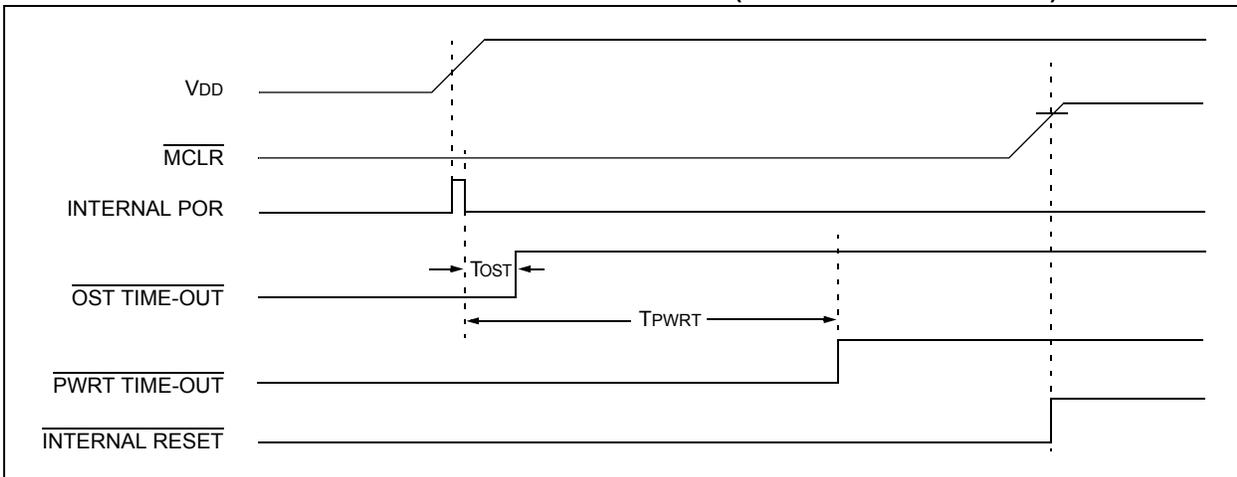 VDD
MCLR
INTERNAL POR
TOST
OST TIME-OUT
TPWRT
PWRT TIME-OUT
INTERNAL RESET